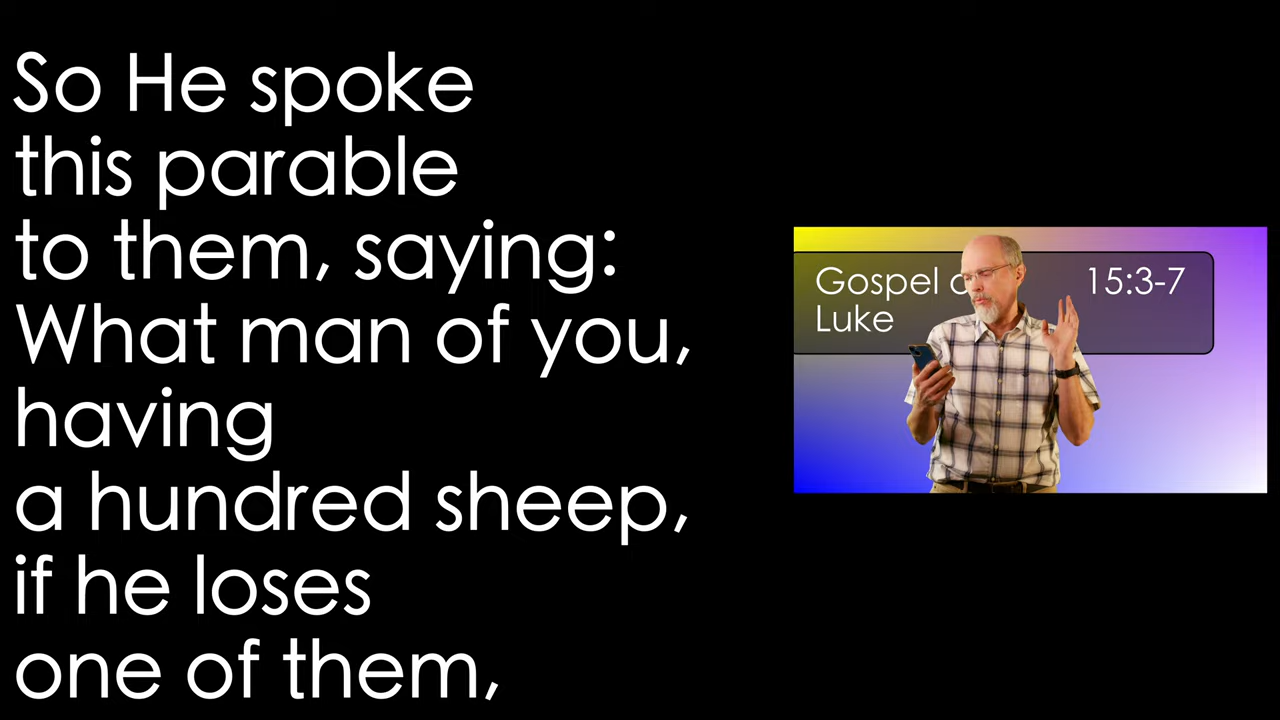 So He spoke
this parable
to them, saying:
What man of you,
having
a hundred sheep,
if he loses
one of them,
Gospel 15:3-7
Luke